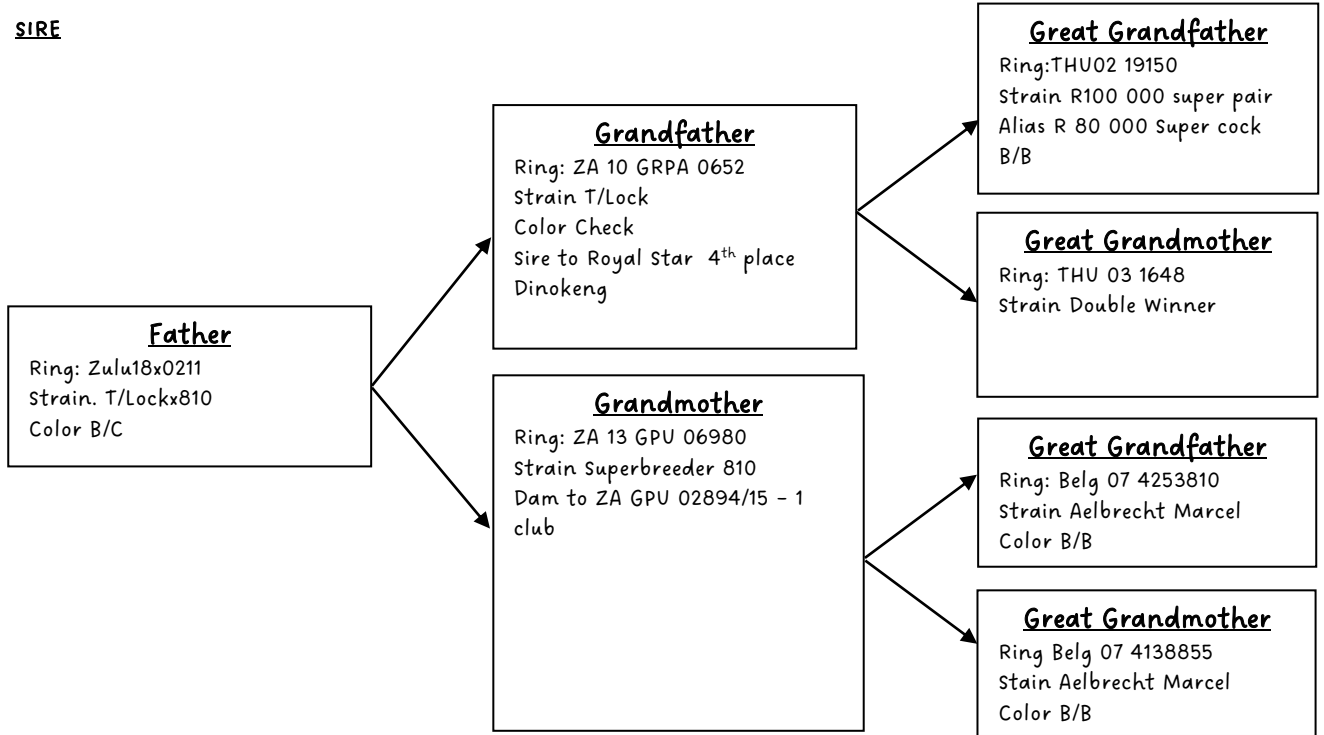 SIRE
Father
Ring: Zulu18x0211
Strain. T/Lockx810
Color B/C
Grandfather
Ring: ZA 10 GRPA 0652
Strain T/Lock
Color Check
Sire to Royal Star 4th place
Dinokeng
Grandmother
Ring: ZA 13 GPU 06980
Strain Superbreeder 810
Dam to ZA GPU 02894/15 – 1
club
Great Grandfather
Ring:THU02 19150
Strain R100 000 super pair
Alias R 80 000 Super cock
B/B
Great Grandmother
Ring: THU 03 1648
Strain Double Winner
Great Grandfather
Ring: Belg 07 4253810
Strain Aelbrecht Marcel
Color B/B
Great Grandmother
Ring Belg 07 4138855
Stain Aelbrecht Marcel
Color B/B